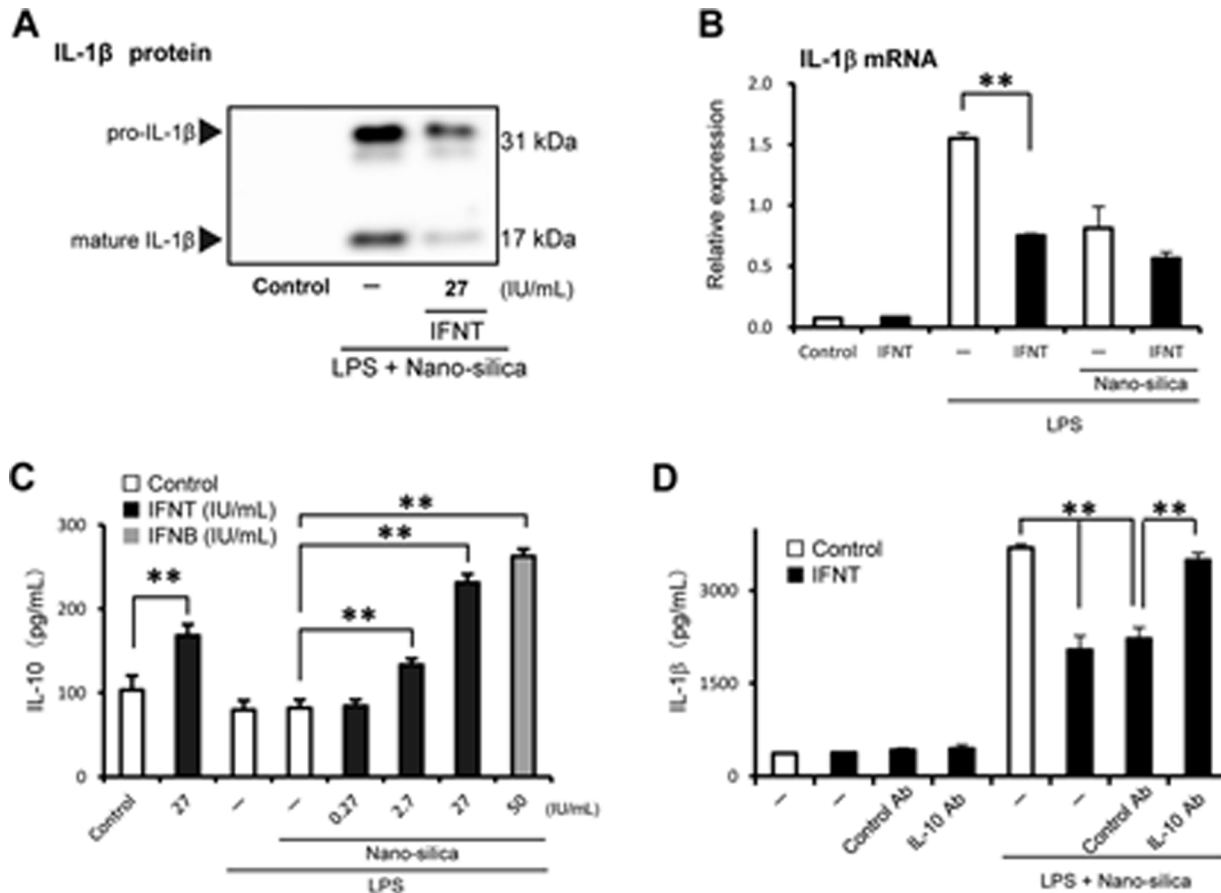 A
IL-1β protein
pro-IL-1β
31 kDa
mature IL-1β
17 kDa
Control — 27 (IU/mL)
IFNT
LPS + Nano-silica
B
IL-1β mRNA
**
2.0
1.5
1.0
0.5
0.0
Relative expression
Control IFNT — IFNT — IFNT
Nano-silica
LPS
C
Control
IFNT (IU/mL)
IFNB (IU/mL)
**
**
**
**
300
200
100
0
IL-10 (pg/mL)
Control 27 — — 0.27 2.7 27 50 (IU/mL)
Nano-silica
LPS
D
Control
IFNT
** **
3000
1500
0
IL-1β (pg/mL)
— — Control Ab IL-10 Ab — — Control Ab IL-10 Ab
LPS + Nano-silica